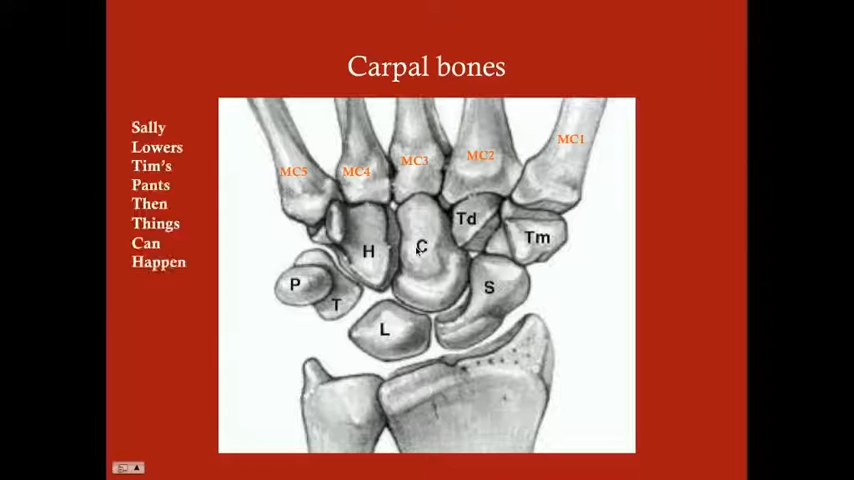 Carpal bones
Sally
Lowers
Tim's
Pants
Then
Things
Can
Happen
MC5
MC4
MC3
MC2
MC1
H
C
Td
Tm
P
T
L
S